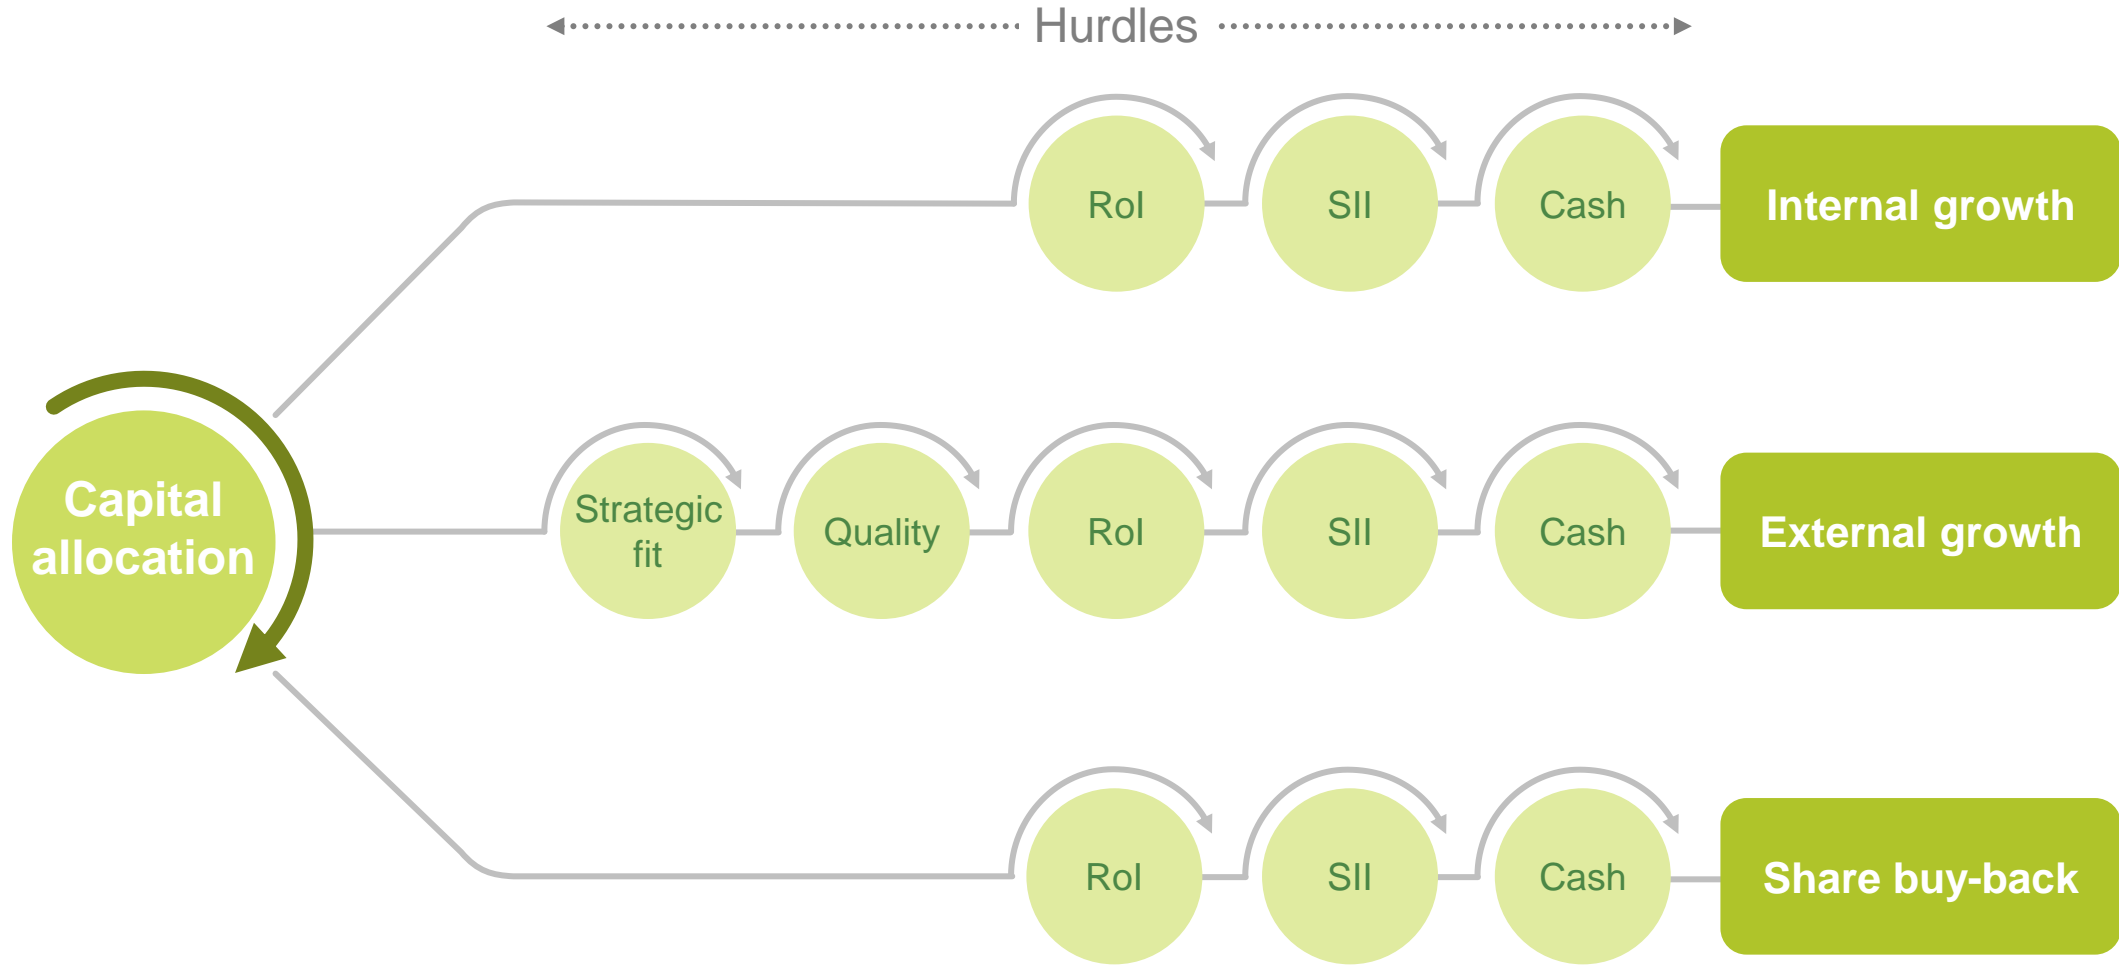 Hurdles
RoI
SII
Cash
Internal growth
Capital
allocation
Strategic
fit
Quality
RoI
SII
Cash
External growth
RoI
SII
Cash
Share buy-back